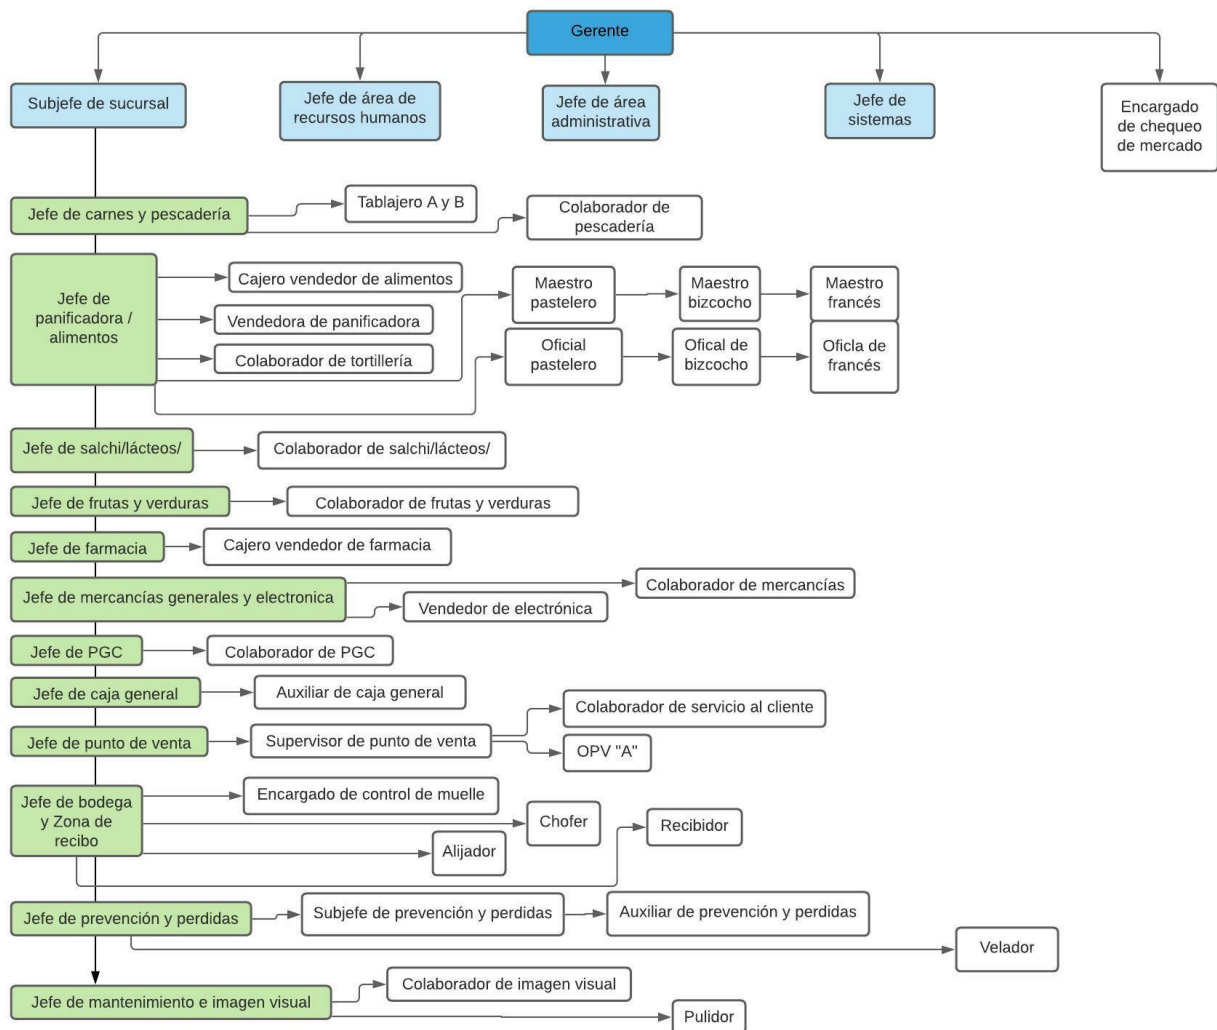 Gerente
Subjefe de sucursal
Jefe de área de
recursos humanos
Jefe de área
administrativa
Jefe de
sistemas
Encargado
de chequeo
de mercado
Jefe de carnes y pescadería
Tablajero A y B
Colaborador de
pescadería
Jefe de
panificadora /
alimentos
Cajero vendedor de alimentos
Vendedora de panificadora
Colaborador de tortillería
Maestro
pastelero
Maestro
bizcocho
Maestro
francés
Oficial
pastelero
Ofical de
bizcocho
Oficla de
francés
Jefe de salchi/lácteos/
Colaborador de salchi/lácteos/
Jefe de frutas y verduras
Colaborador de frutas y verduras
Jefe de farmacia
Cajero vendedor de farmacia
Jefe de mercancías generales y electronica
Colaborador de mercancías
Vendedor de electrónica
Jefe de PGC
Colaborador de PGC
Jefe de caja general
Auxiliar de caja general
Jefe de punto de venta
Supervisor de punto de venta
Colaborador de servicio al cliente
OPV "A"
Jefe de bodega
y Zona de
recibo
Encargado de control de muelle
Chofer
Recibidor
Alijador
Jefe de prevención y perdidas
Subjefe de prevención y perdidas
Auxiliar de prevención y perdidas
Velador
Jefe de mantenimiento e imagen visual
Colaborador de imagen visual
Pulidor